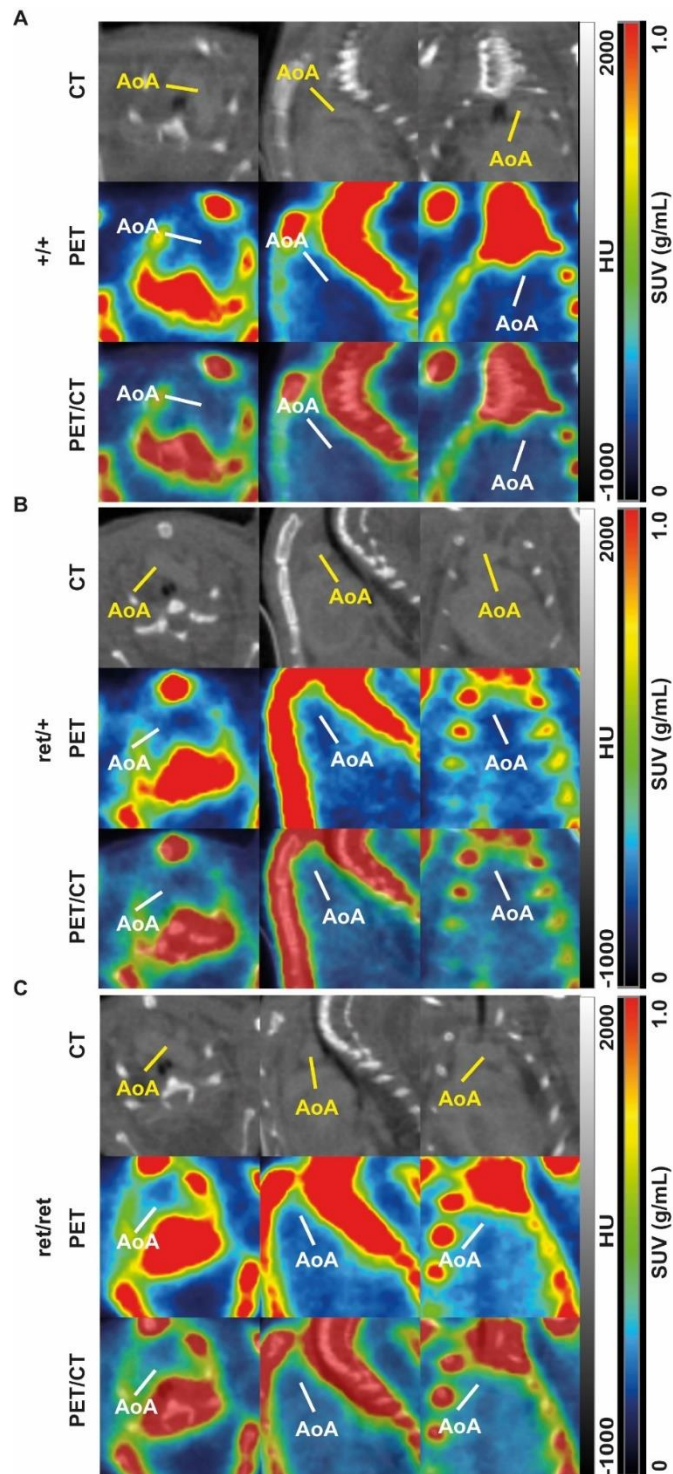 A
CT
AoA
AoA
AoA
2000
1.0
+/+
PET
AoA
AoA
AoA
HU
SUV (g/mL)
PET/CT
AoA
AoA
AoA
-1000
0
B
CT
AoA
AoA
AoA
2000
1.0
ret/+
PET
AoA
AoA
AoA
HU
SUV (g/mL)
PET/CT
AoA
AoA
AoA
-1000
0
C
CT
AoA
AoA
AoA
2000
1.0
ret/ret
PET
AoA
AoA
AoA
HU
SUV (g/mL)
PET/CT
AoA
AoA
AoA
-1000
0